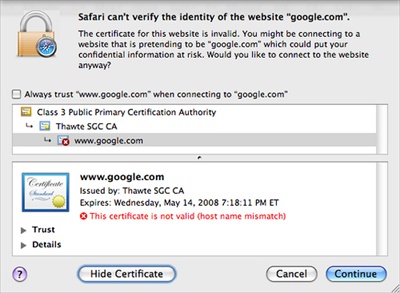 Safari can't verify the identity of the website “google.com”.
The certificate for this website is invalid. You might be connecting to a
website that is pretending to be “google.com” which could put your
confidential information at risk. Would you like to connect to the website
anyway?
Always trust “www.google.com” when connecting to “google.com”
Class 3 Public Primary Certification Authority
Thawte SGC CA
www.google.com
Certificate
Standard
www.google.com
Issued by: Thawte SGC CA
Expires: Wednesday, May 14, 2008 7:18:11 PM ET
This certificate is not valid (host name mismatch)
Trust
Details
?
Hide Certificate
Cancel
Continue